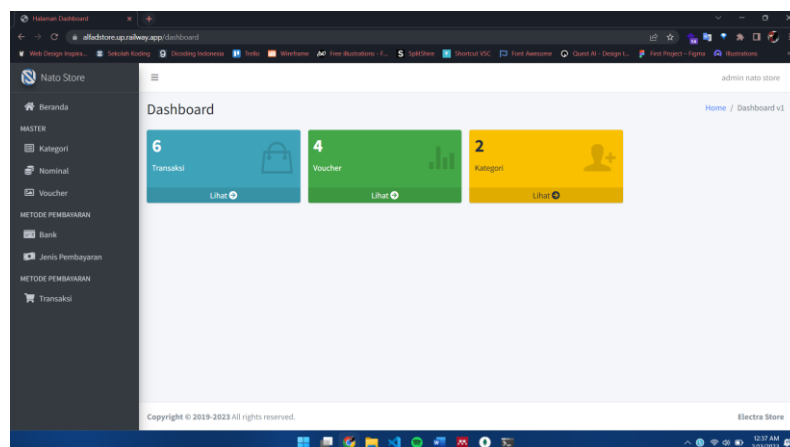 Halaman Dashboard
alfadstore.up.railway.app/dashboard
Web Design Inspira... Sekolah Koding Dicoding Indonesia Trello Wireframe Free Illustrations - F... SplitShire Shortcut VSC Font Awesome Quest AI - Design t... First Project – Figma Illustrations
Nato Store
admin nato store
Beranda
MASTER
Kategori
Nominal
Voucher
METODE PEMBAYARAN
Bank
Jenis Pembayaran
METODE PEMBAYARAN
Transaksi
Dashboard
Home / Dashboard v1
6
Transaksi
Lihat
4
Voucher
Lihat
2
Kategori
Lihat
Copyright © 2019-2023 All rights reserved.
Electra Store
12:37 AM